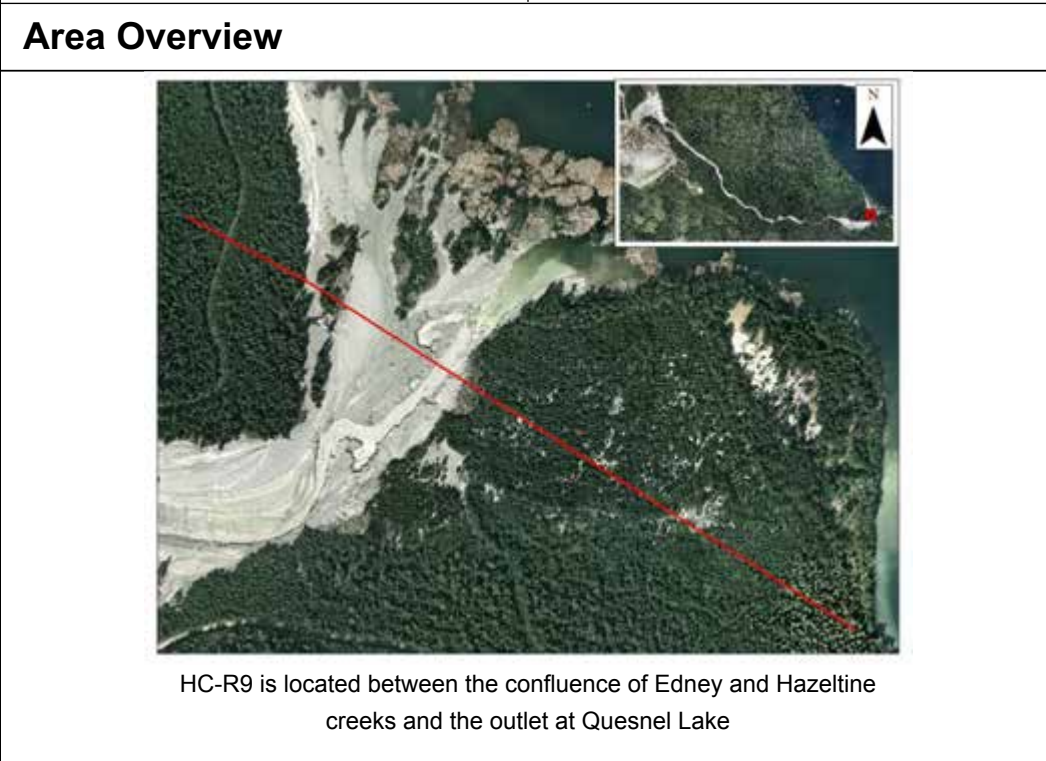 Area Overview
N
HC-R9 is located between the confluence of Edney and Hazeltine
creeks and the outlet at Quesnel Lake